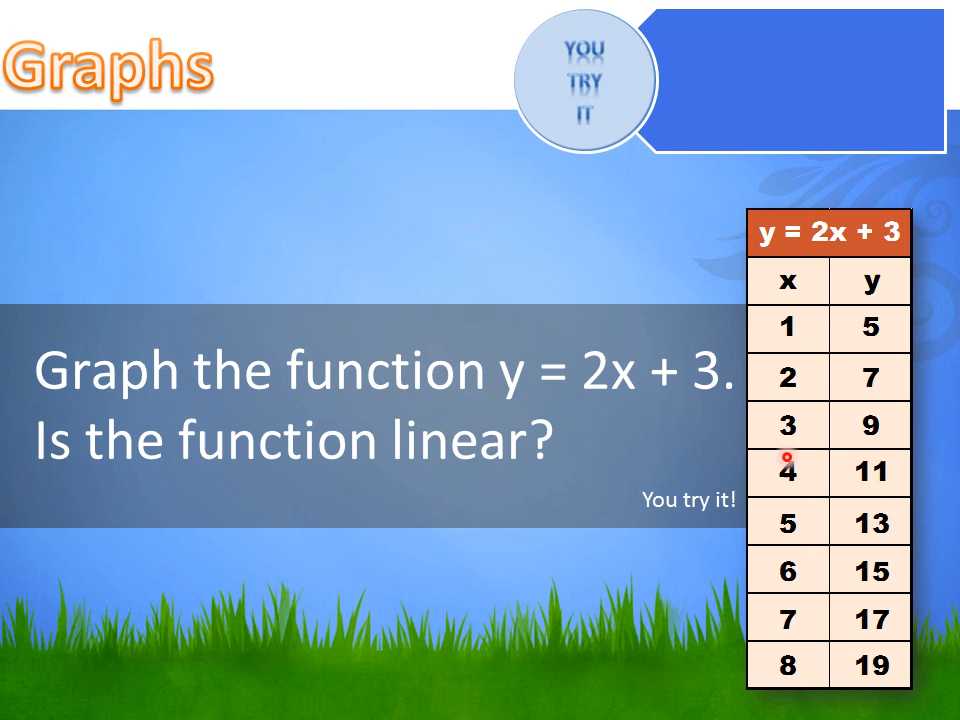 Graphs
YOU
TRY
IT
Graph the function y = 2x + 3.
Is the function linear?
You try it!
y = 2x + 3
x y
1 5
2 7
3 9
4 11
5 13
6 15
7 17
8 19